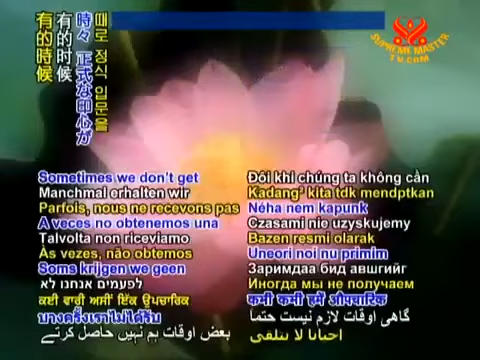 때로 정식 입문을
時々 正式な印心が
有的时候
有的時候
SUPREME MASTER
TV.COM
Sometimes we don't get
Manchmal erhalten wir
Parfois, nous ne recevons pas
A veces no obtenemos una
Talvolta non riceviamo
Às vezes, não obtemos
Soms krijgen we geen
לפעמים אנחנו לא
ਕਈ ਵਾਰੀ ਅਸੀਂ ਇੱਕ ਉਪਚਾਰਿਕ
บางครั้งเราไม่ได้รับ
بعض اوقات ہم نہیں حاصل کرتے
Đôi khi chúng ta không cần
Kadang² kita tdk mendptkan
Néha nem kapunk
Czasami nie uzyskujemy
Bazen resmi olarak
Uneori noi nu primim
Заримдаа бид авшгийг
Иногда мы не получаем
कभी कभी हमें औपचारिक
گاهی اوقات لازم نیست حتماً
احيانا لا نتلقى